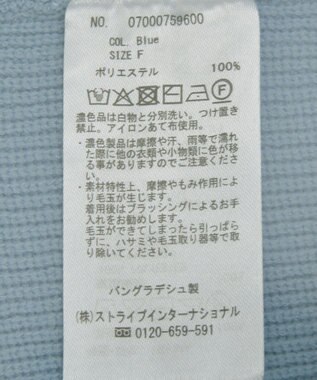 NO. 07000759600
COL. Blue
SIZE F
ポリエステル 100%
濃色品は白物と分別洗い。つけ置き
禁止。アイロンあて布使用。
・濃色製品は摩擦や汗、雨等で濡れ
た際に他の衣類や小物類に色が移
る事がありますのでご注意くださ
い。
・素材特性上、摩擦やもみ作用によ
り毛玉が生じます。
着用後はブラッシングによるお手
入れをお勧めします。
毛玉ができてしまったら引っぱら
ずに、ハサミや毛玉取り器等で取
り除いてください。
バングラデシュ製
(株)ストライプインターナショナル
0120-659-591